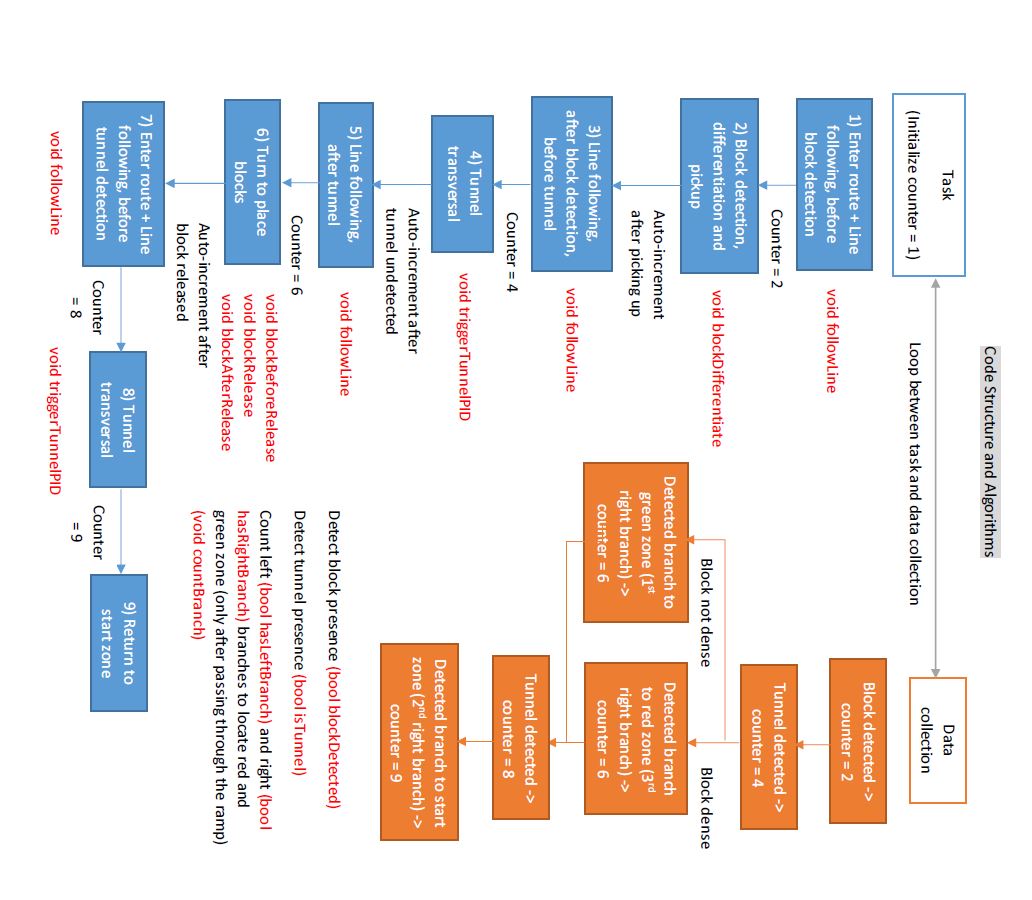 Code Structure and Algorithms
Task
(Initialize counter = 1)
Loop between task and data collection
Data
collection
1) Enter route + Line
following, before
block detection
void followLine
Counter = 2
2) Block detection,
differentiation and
pickup
void blockDifferentiate
Auto-increment
after picking up
3) Line following,
after block detection,
before tunnel
void followLine
Counter = 4
4) Tunnel
transversal
void triggerTunnelPID
Auto-increment after
tunnel undetected
5) Line following,
after tunnel
void followLine
Counter = 6
6) Turn to place
blocks
void blockBeforeRelease
void blockRelease
void blockAfterRelease
Auto-increment after
block released
7) Enter route + Line
following, before
tunnel detection
void followLine
Counter
= 8
8) Tunnel
transversal
void triggerTunnelPID
Counter
= 9
9) Return to
start zone
Block detected ->
counter = 2
Tunnel detected ->
counter = 4
Block not dense
Block dense
Detected branch to
green zone (1st
right branch) ->
counter = 6
Detected branch
to red zone (3rd
right branch) ->
counter = 6
Tunnel detected ->
counter = 8
Detected branch to start
zone (2nd right branch) ->
counter = 9
Detect block presence (bool blockDetected)
Detect tunnel presence (bool isTunnel)
Count left (bool hasLeftBranch) and right (bool
hasRightBranch) branches to locate red and
green zone (only after passing through the ramp)
(void countBranch)